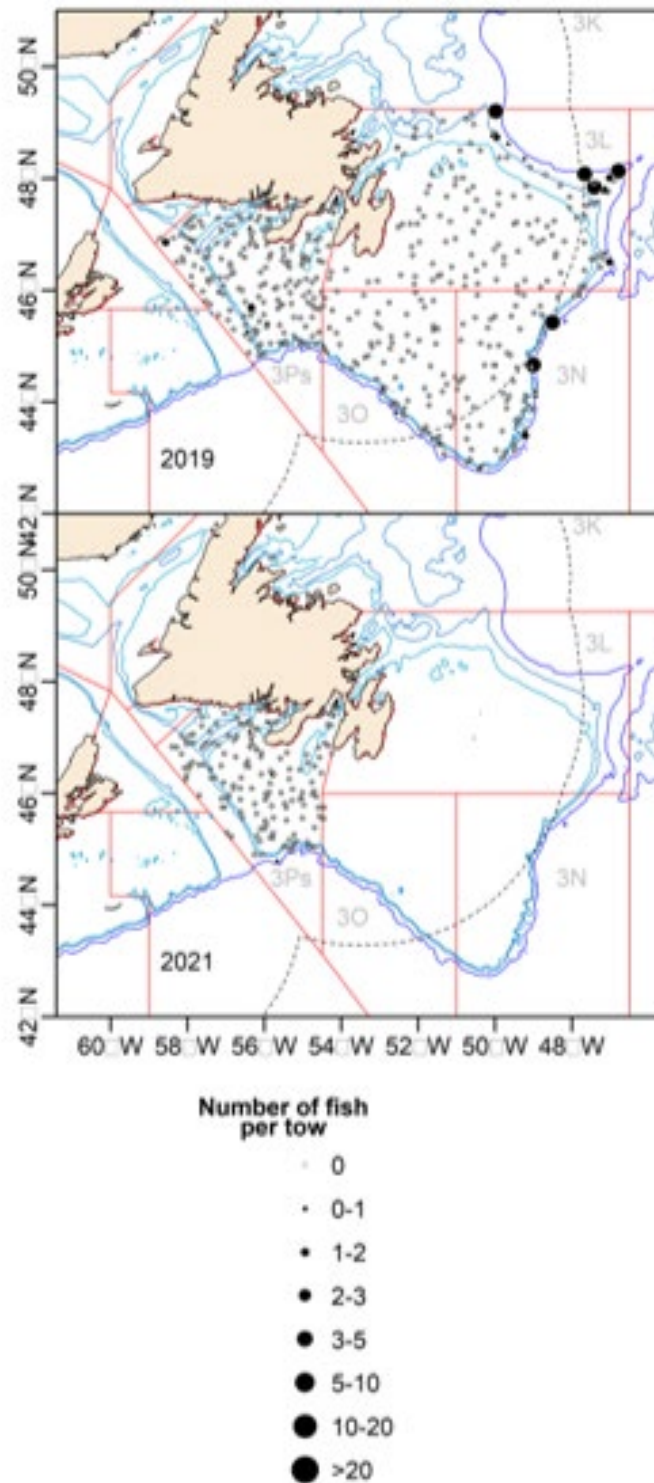 3K
50□N
3L
48□N
46□N
3Ps
3O
3N
44□N
2019
42□N
3K
50□N
3L
48□N
46□N
3Ps
3O
3N
44□N
2021
42□N
60□W 58□W 56□W 54□W 52□W 50□W 48□W
Number of fish
per tow
0
0-1
1-2
2-3
3-5
5-10
10-20
>20